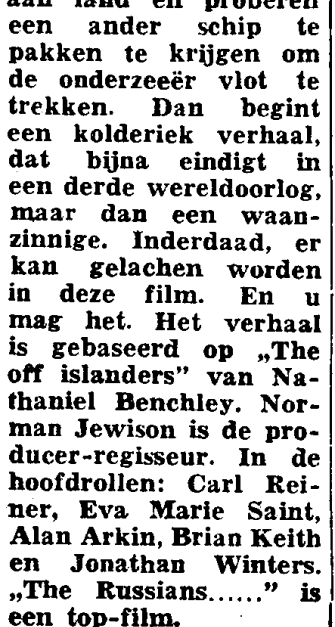 aan land en proberen
een ander schip te
pakken te krijgen om
de onderzeeër vlot te
trekken. Dan begint
een kolderiek verhaal,
dat bijna eindigt in
een derde wereldoorlog,
maar dan een waan-
zinnige. Inderdaad, er
kan gelachen worden
in deze film. En u
mag het. Het verhaal
is gebaseerd op „The
off islanders” van Na-
thaniel Benchley. Nor-
man Jewison is de pro-
ducer-regisseur. In de
hoofdrollen: Carl Rei-
ner, Eva Marie Saint,
Alan Arkin, Brian Keith
en Jonathan Winters.
„The Russians......” is
een top-film.